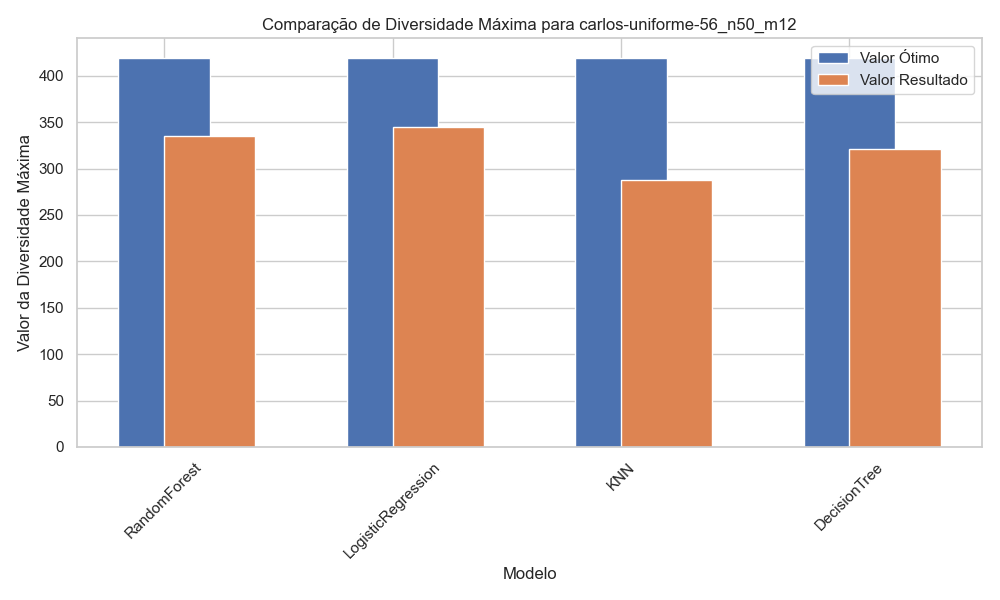 Comparação de Diversidade Máxima para carlos-uniforme-56_n50_m12
Valor Ótimo
Valor Resultado
Valor da Diversidade Máxima
400
350
300
250
200
150
100
50
0
RandomForest
LogisticRegression
KNN
DecisionTree
Modelo